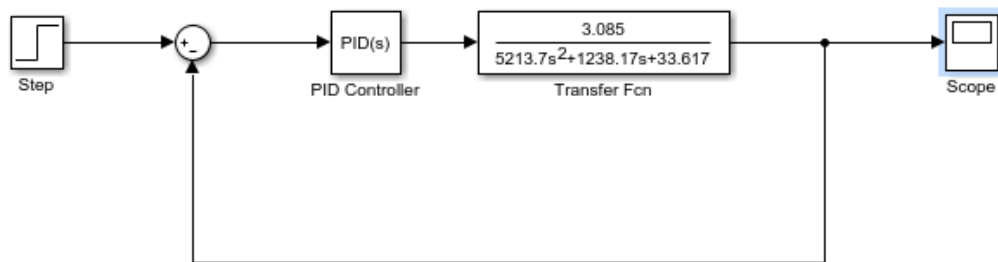 Step
+
-
PID(s)
PID Controller
3.085
5213.7s²+1238.17s+33.617
Transfer Fcn
Scope